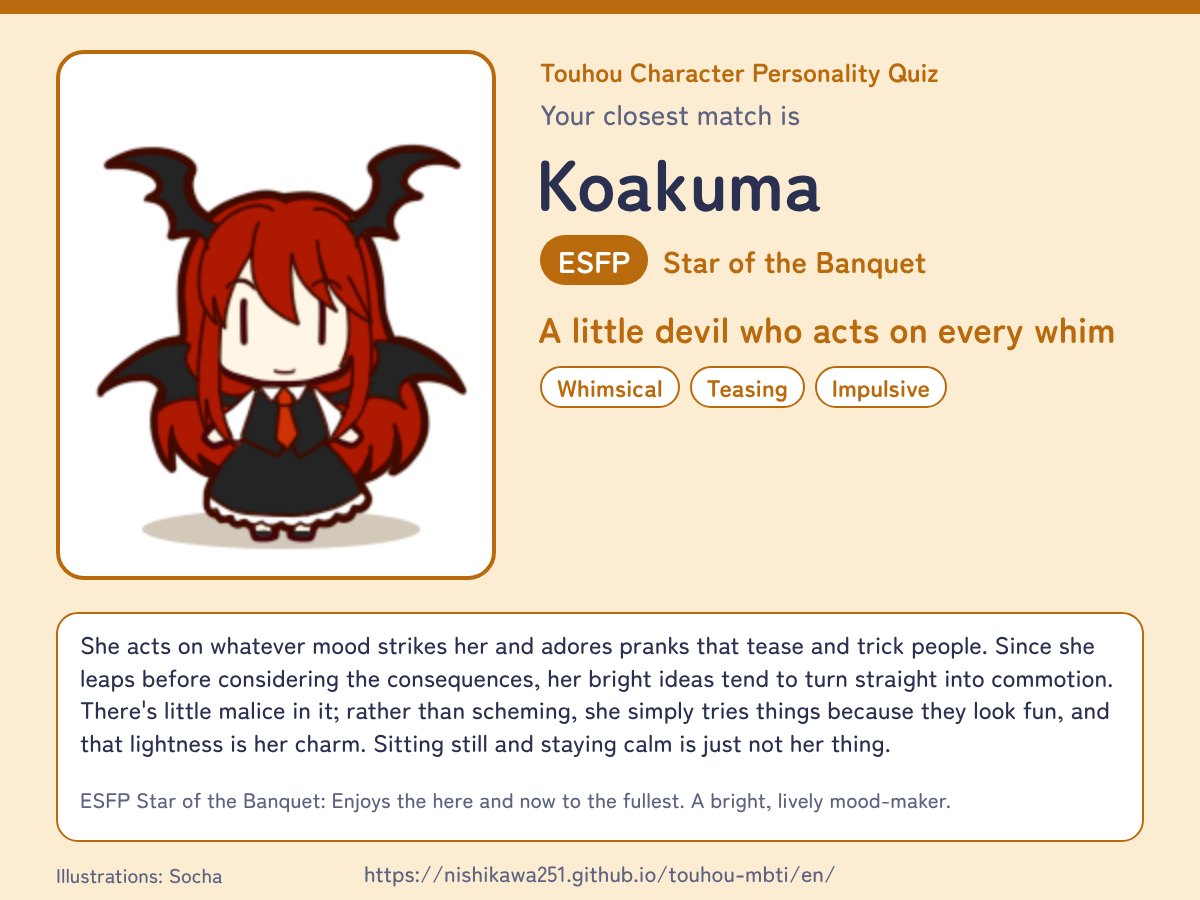 Touhou Character Personality Quiz
Your closest match is
Koakuma
ESFP Star of the Banquet
A little devil who acts on every whim
Whimsical Teasing Impulsive
She acts on whatever mood strikes her and adores pranks that tease and trick people. Since she
leaps before considering the consequences, her bright ideas tend to turn straight into commotion.
There's little malice in it; rather than scheming, she simply tries things because they look fun, and
that lightness is her charm. Sitting still and staying calm is just not her thing.
ESFP Star of the Banquet: Enjoys the here and now to the fullest. A bright, lively mood-maker.
Illustrations: Socha https://nishikawa251.github.io/touhou-mbti/en/